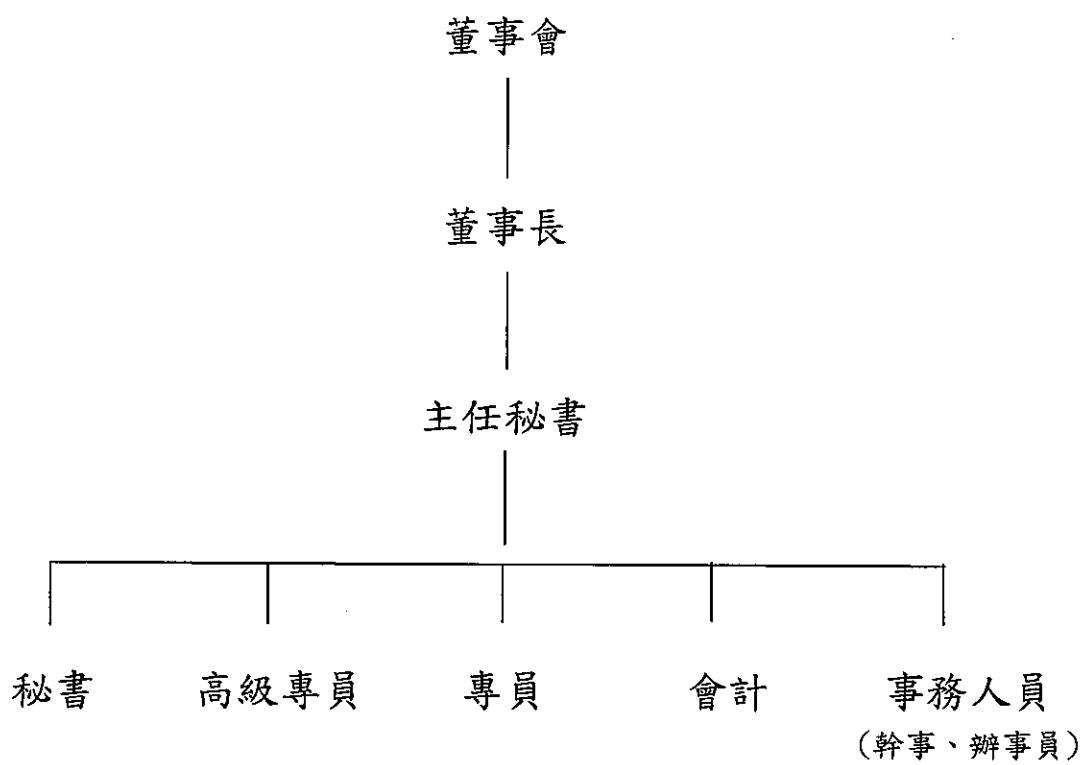 董事會
董事長
主任秘書
秘書 高級專員 專員 會計 事務人員
(幹事、辦事員)